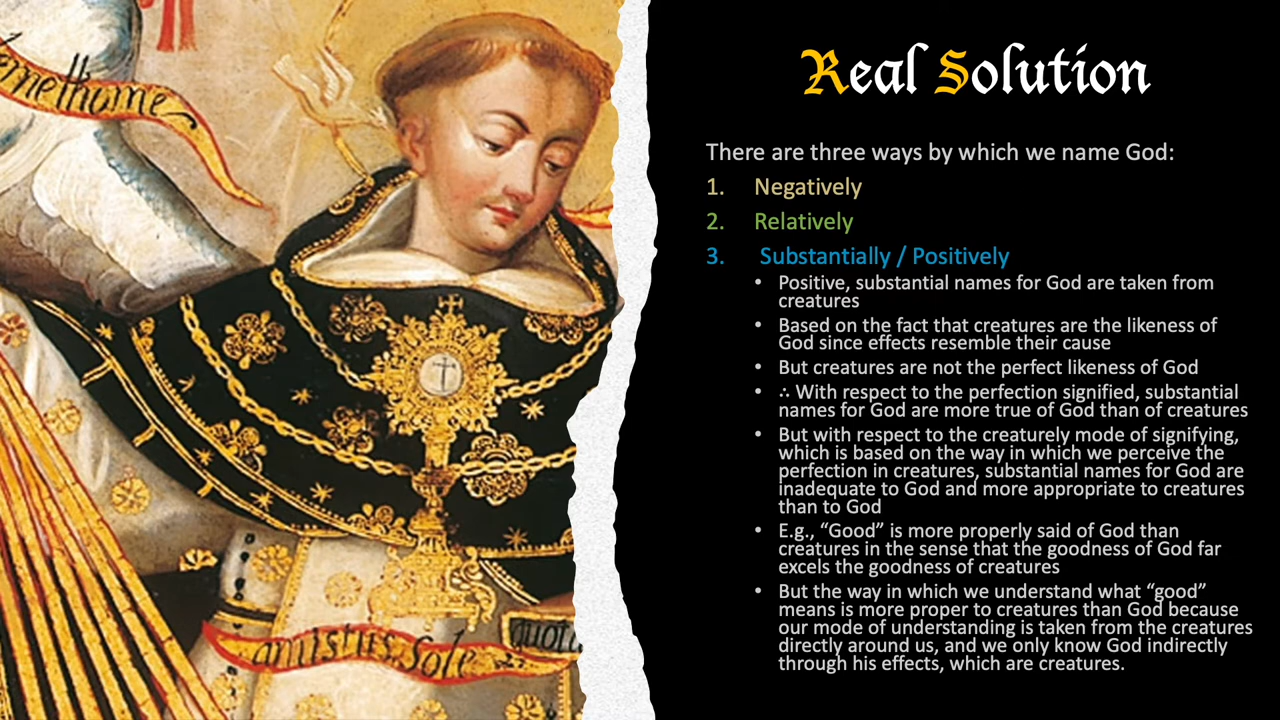 emethome
amistus. Sole
Real Solution
There are three ways by which we name God:
1. Negatively
2. Relatively
3. Substantially / Positively
• Positive, substantial names for God are taken from
creatures
• Based on the fact that creatures are the likeness of
God since effects resemble their cause
• But creatures are not the perfect likeness of God
• ∴ With respect to the perfection signified, substantial
names for God are more true of God than of creatures
• But with respect to the creaturely mode of signifying,
which is based on the way in which we perceive the
perfection in creatures, substantial names for God are
inadequate to God and more appropriate to creatures
than to God
• E.g., “Good” is more properly said of God than
creatures in the sense that the goodness of God far
excels the goodness of creatures
• But the way in which we understand what “good”
means is more proper to creatures than God because
our mode of understanding is taken from the creatures
directly around us, and we only know God indirectly
through his effects, which are creatures.